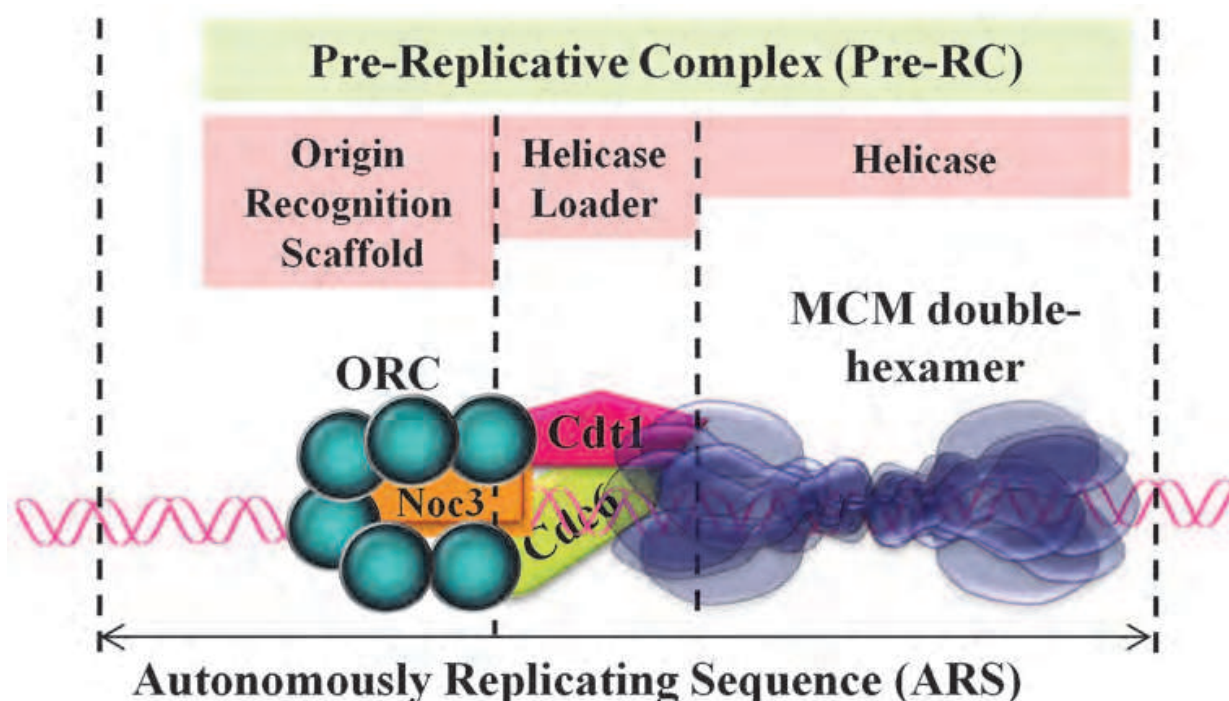 Pre-Replicative Complex (Pre-RC)
Origin
Recognition
Scaffold
Helicase
Loader
Helicase
MCM double-
hexamer
ORC
Cdt1
Noc3
Cdc6
Autonomously Replicating Sequence (ARS)